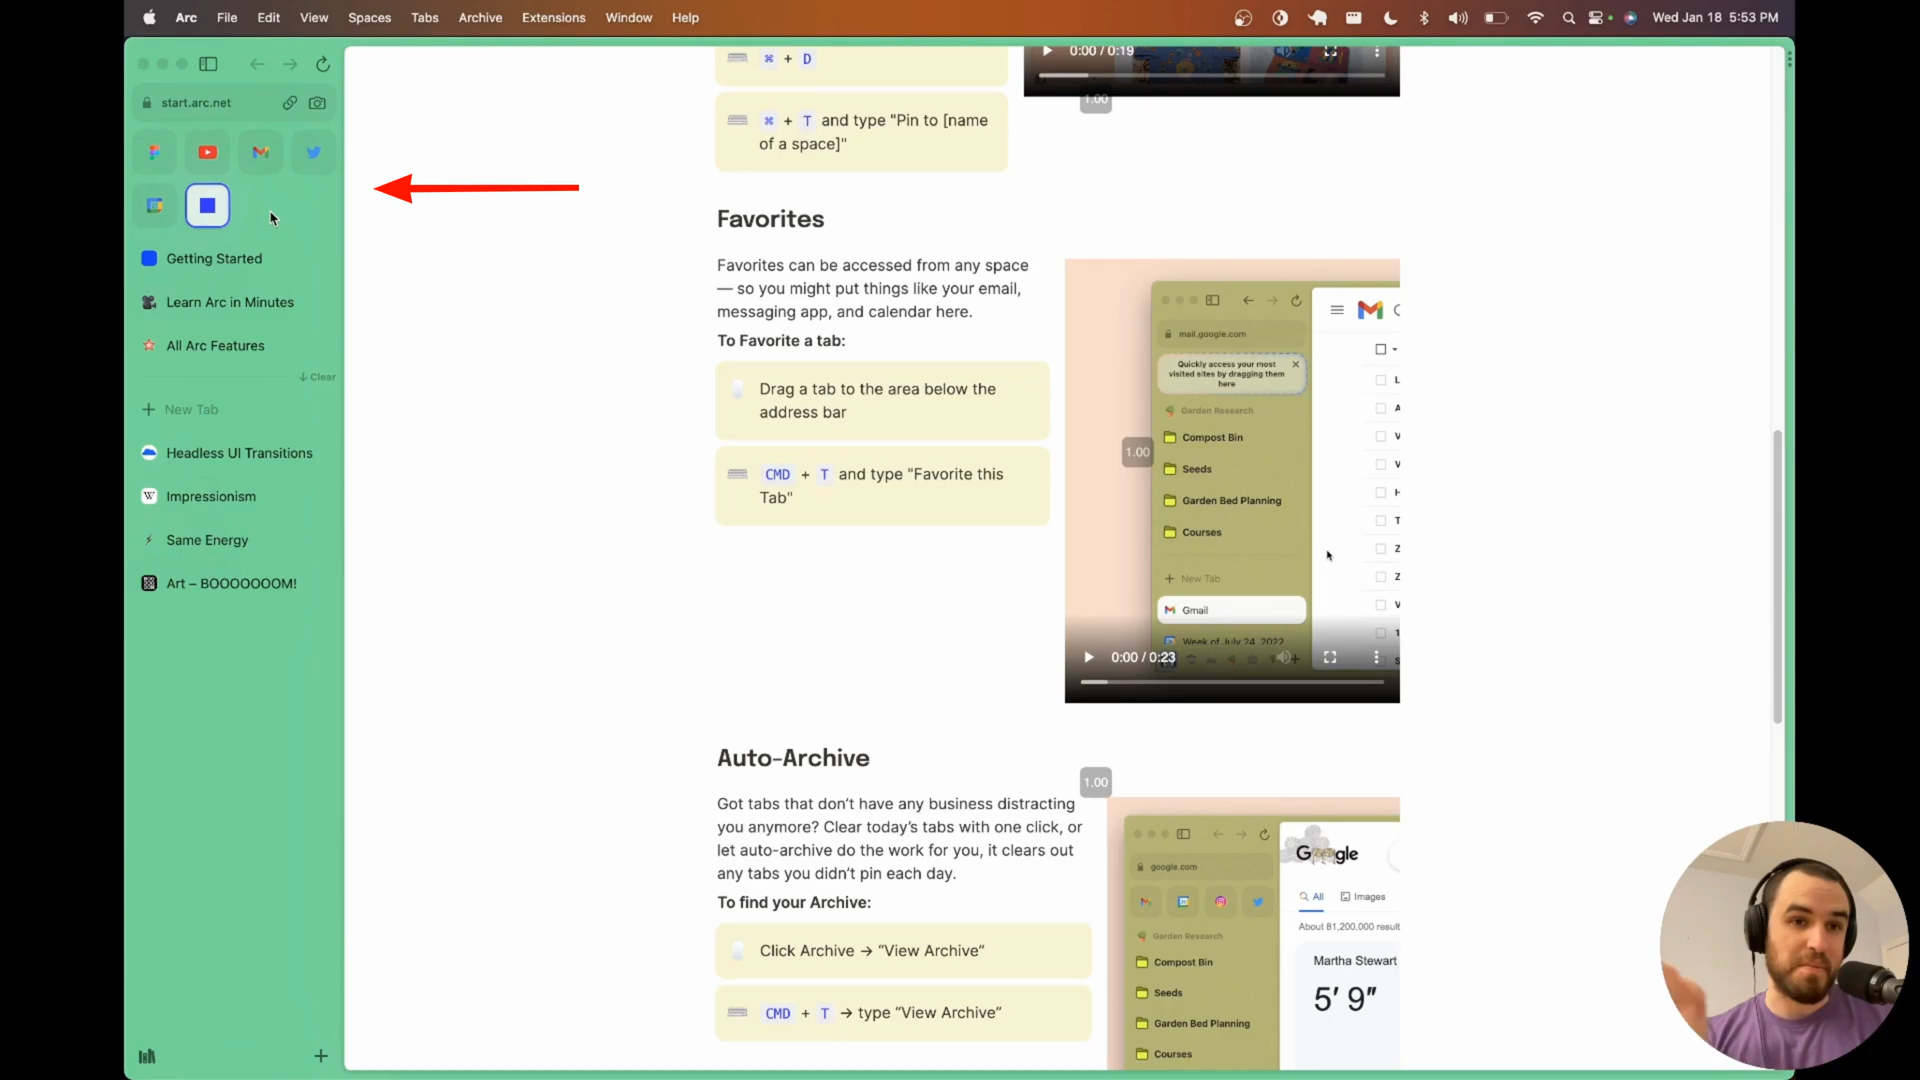 Arc File Edit View Spaces Tabs Archive Extensions Window Help
Wed Jan 18 5:53 PM
start.arc.net
Getting Started
Learn Arc in Minutes
All Arc Features
↓ Clear
+ New Tab
Headless UI Transitions
W Impressionism
Same Energy
Art – BOOOOOOOM!
+
⌘ + D
⌘ + T and type "Pin to [name
of a space]"
0:00 / 0:19
1.00
Favorites
Favorites can be accessed from any space
— so you might put things like your email,
messaging app, and calendar here.
To Favorite a tab:
Drag a tab to the area below the
address bar
CMD + T and type "Favorite this
Tab"
mail.google.com
Quickly access your most
visited sites by dragging them
here
Garden Research
Compost Bin
1.00
Seeds
Garden Bed Planning
Courses
+ New Tab
Gmail
Week of July 24, 2022
0:00 / 0:23
L
A
V
V
H
T
Z
Z
V
1
S
Auto-Archive
1.00
Got tabs that don’t have any business distracting
you anymore? Clear today’s tabs with one click, or
let auto-archive do the work for you, it clears out
any tabs you didn’t pin each day.
To find your Archive:
Click Archive → “View Archive”
CMD + T → type “View Archive”
google.com
Garden Research
Compost Bin
Seeds
Garden Bed Planning
Courses
Google
All Images
About 81,200,000 result
Martha Stewart
5′ 9″